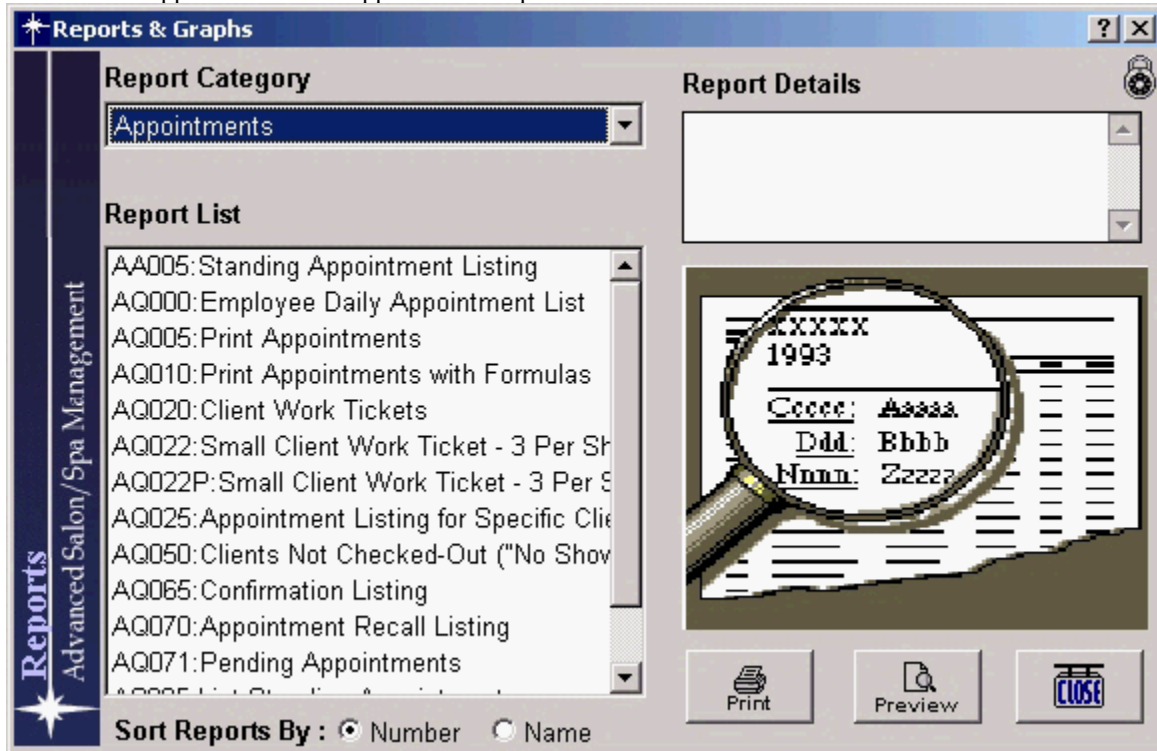 Reports & Graphs
Report Category
Appointments
Report List
AA005:Standing Appointment Listing
AQ000:Employee Daily Appointment List
AQ005:Print Appointments
AQ010:Print Appointments with Formulas
AQ020:Client Work Tickets
AQ022:Small Client Work Ticket - 3 Per Sh
AQ022P:Small Client Work Ticket - 3 Per S
AQ025:Appointment Listing for Specific Clie
AQ050:Clients Not Checked-Out ("No Show
AQ065:Confirmation Listing
AQ070:Appointment Recall Listing
AQ071:Pending Appointments
Sort Reports By : Number Name
Report Details
XXXXX
1993
Ccccc: Aaaaa
Ddd: Bbbb
Nnnn: Zzzzz
Print
Preview
CLOSE
Reports
Advanced Salon/Spa Management